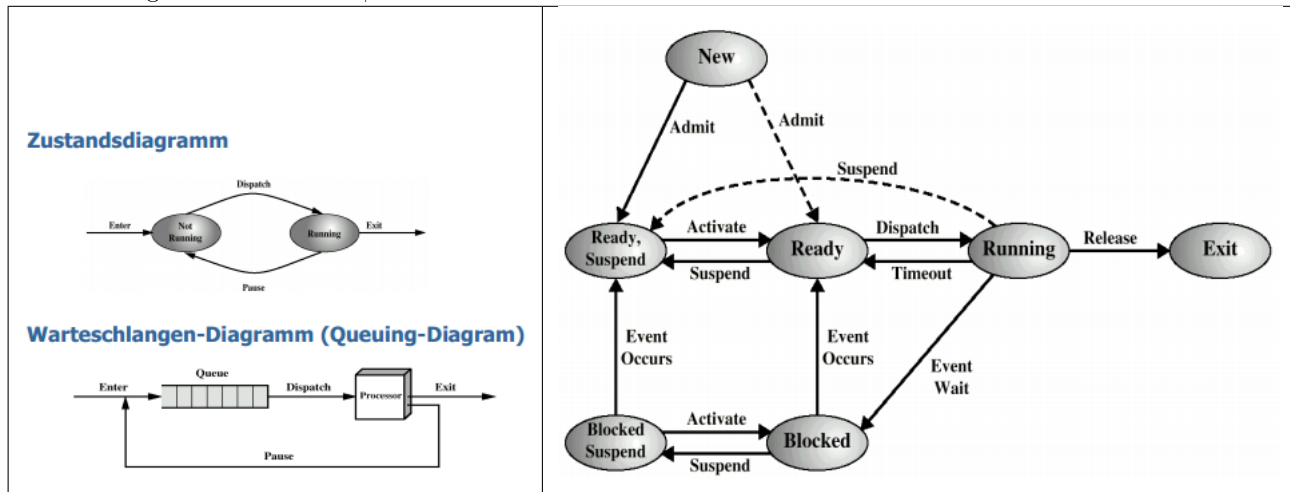 Zustandsdiagramm
Dispatch
Enter
Not
Running
Running
Exit
Pause
Warteschlangen-Diagramm (Queuing-Diagram)
Queue
Enter
Dispatch
Processor
Exit
Pause
New
Admit
Admit
Suspend
Ready,
Suspend
Activate
Suspend
Ready
Dispatch
Timeout
Running
Release
Exit
Event
Occurs
Event
Occurs
Event
Wait
Blocked
Suspend
Activate
Suspend
Blocked